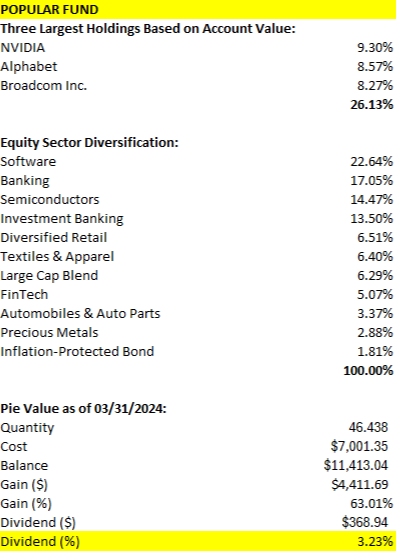 POPULAR FUND
Three Largest Holdings Based on Account Value:
NVIDIA 9.30%
Alphabet 8.57%
Broadcom Inc. 8.27%
26.13%
Equity Sector Diversification:
Software 22.64%
Banking 17.05%
Semiconductors 14.47%
Investment Banking 13.50%
Diversified Retail 6.51%
Textiles & Apparel 6.40%
Large Cap Blend 6.29%
FinTech 5.07%
Automobiles & Auto Parts 3.37%
Precious Metals 2.88%
Inflation-Protected Bond 1.81%
100.00%
Pie Value as of 03/31/2024:
Quantity 46.438
Cost $7,001.35
Balance $11,413.04
Gain ($) $4,411.69
Gain (%) 63.01%
Dividend ($) $368.94
Dividend (%) 3.23%